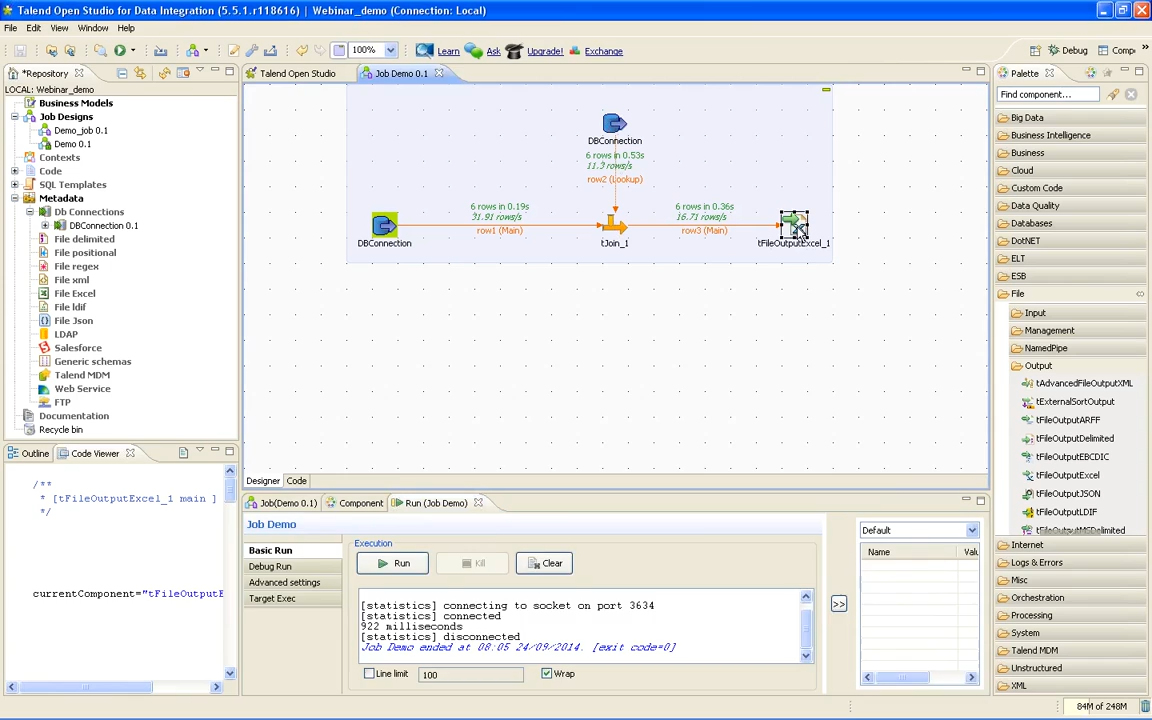 Talend Open Studio for Data Integration (5.5.1.r118616) | Webinar_demo (Connection: Local)
File Edit View Window Help
100% Learn Ask Upgrade! Exchange Debug Comp
*Repository
Talend Open Studio
Job Demo 0.1
Palette
LOCAL: Webinar_demo
Business Models
Job Designs
Demo_job 0.1
Demo 0.1
Contexts
Code
SQL Templates
Metadata
Db Connections
DBConnection 0.1
File delimited
File positional
File regex
File xml
File Excel
File ldif
File Json
LDAP
Salesforce
Generic schemas
Talend MDM
Web Service
FTP
Documentation
Recycle bin
DBConnection
6 rows in 0.53s
11.3 rows/s
row2 (Lookup)
6 rows in 0.19s
31.91 rows/s
row1 (Main)
6 rows in 0.36s
16.71 rows/s
row3 (Main)
DBConnection
tJoin_1
tFileOutputExcel_1
Designer Code
Find component...
Big Data
Business Intelligence
Business
Cloud
Custom Code
Data Quality
Databases
DotNET
ELT
ESB
File
Input
Management
NamedPipe
Output
tAdvancedFileOutputXML
tExternalSortOutput
tFileOutputARFF
tFileOutputDelimited
tFileOutputEBCDIC
tFileOutputExcel
tFileOutputJSON
tFileOutputLDIF
tFileOutputMSDelimited
Internet
Logs & Errors
Misc
Orchestration
Processing
System
Talend MDM
Unstructured
XML
Outline Code Viewer
/**
* [tFileOutputExcel_1 main ]
*/
currentComponent="tFileOutputE
Job(Demo 0.1) Component Run (Job Demo)
Job Demo
Basic Run
Debug Run
Advanced settings
Target Exec
Execution
Run Kill Clear
[statistics] connecting to socket on port 3634
[statistics] connected
922 milliseconds
[statistics] disconnected
Job Demo ended at 08:05 24/09/2014. [exit code=0]
Line limit 100 Wrap
>>
Default
Name Valu
84M of 248M